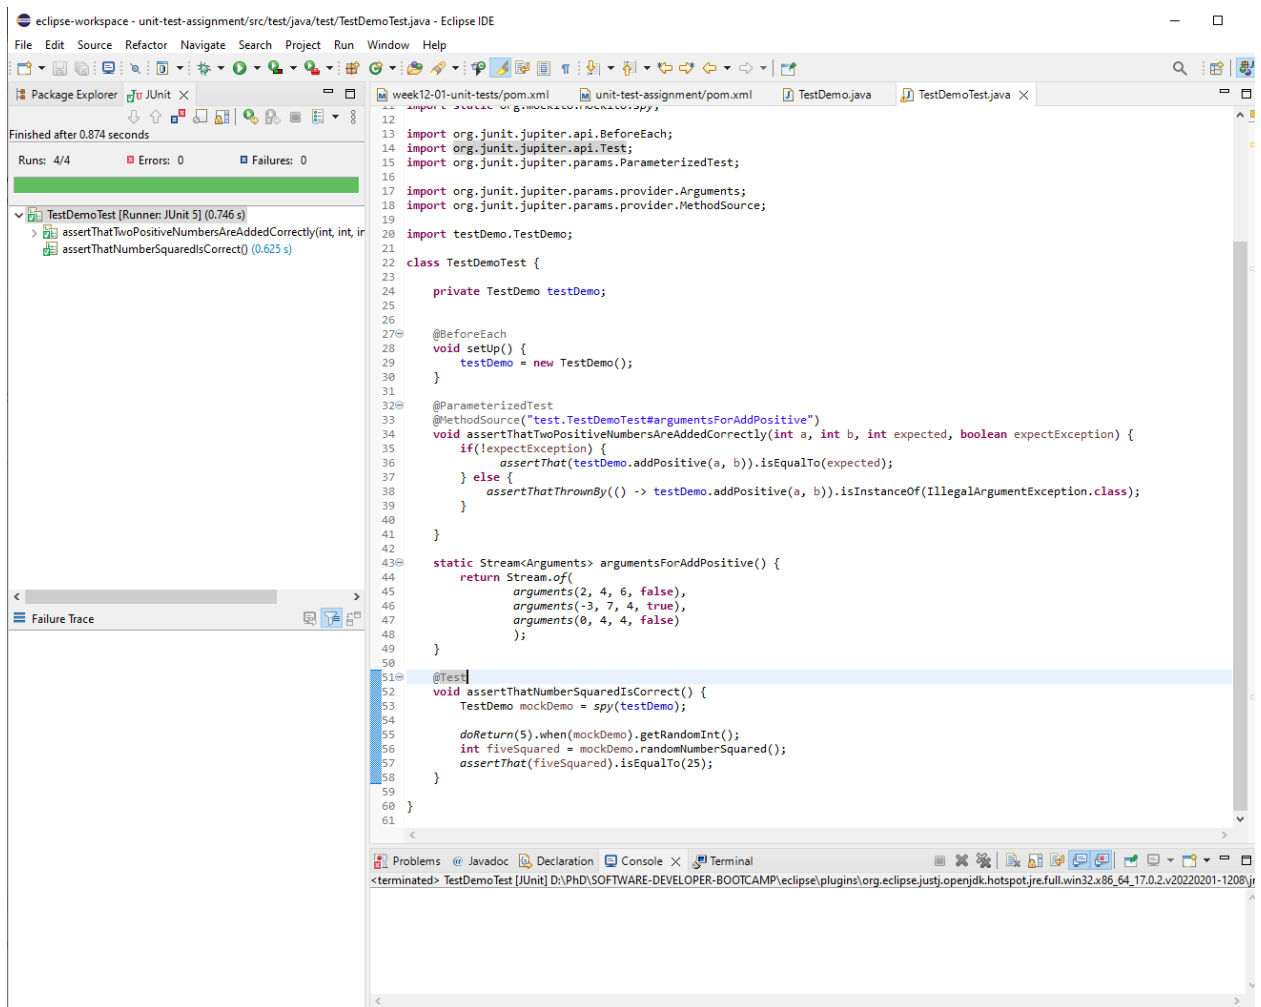 eclipse-workspace - unit-test-assignment/src/test/java/test/TestDemoTest.java - Eclipse IDE
File Edit Source Refactor Navigate Search Project Run Window Help
Package Explorer JUnit
Finished after 0.874 seconds
Runs: 4/4 Errors: 0 Failures: 0
TestDemoTest [Runner: JUnit 5] (0.746 s)
assertThatTwoPositiveNumbersAreAddedCorrectly(int, int, in
assertThatNumberSquaredIsCorrect() (0.625 s)
Failure Trace
week12-01-unit-tests/pom.xml unit-test-assignment/pom.xml TestDemo.java TestDemoTest.java
11 import static org.mockito.Mockito.spy;
12
13 import org.junit.jupiter.api.BeforeEach;
14 import org.junit.jupiter.api.Test;
15 import org.junit.jupiter.params.ParameterizedTest;
16
17 import org.junit.jupiter.params.provider.Arguments;
18 import org.junit.jupiter.params.provider.MethodSource;
19
20 import testDemo.TestDemo;
21
22 class TestDemoTest {
23
24 private TestDemo testDemo;
25
26
27 @BeforeEach
28 void setUp() {
29 testDemo = new TestDemo();
30 }
31
32 @ParameterizedTest
33 @MethodSource("test.TestDemoTest#argumentsForAddPositive")
34 void assertThatTwoPositiveNumbersAreAddedCorrectly(int a, int b, int expected, boolean expectException) {
35 if(!expectException) {
36 assertThat(testDemo.addPositive(a, b)).isEqualTo(expected);
37 } else {
38 assertThatThrownBy(() -> testDemo.addPositive(a, b)).isInstanceOf(IllegalArgumentException.class);
39 }
40
41 }
42
43 static Stream<Arguments> argumentsForAddPositive() {
44 return Stream.of(
45 arguments(2, 4, 6, false),
46 arguments(-3, 7, 4, true),
47 arguments(0, 4, 4, false)
48 );
49 }
50
51 @Test
52 void assertThatNumberSquaredIsCorrect() {
53 TestDemo mockDemo = spy(testDemo);
54
55 doReturn(5).when(mockDemo).getRandomInt();
56 int fiveSquared = mockDemo.randomNumberSquared();
57 assertThat(fiveSquared).isEqualTo(25);
58 }
59
60 }
61
Problems Javadoc Declaration Console Terminal
<terminated> TestDemoTest [JUnit] D:\PhD\SOFTWARE-DEVELOPER-BOOTCAMP\eclipse\plugins\org.eclipse.justj.openjdk.hotspot.jre.full.win32.x86_64_17.0.2.v20220201-1208\jr